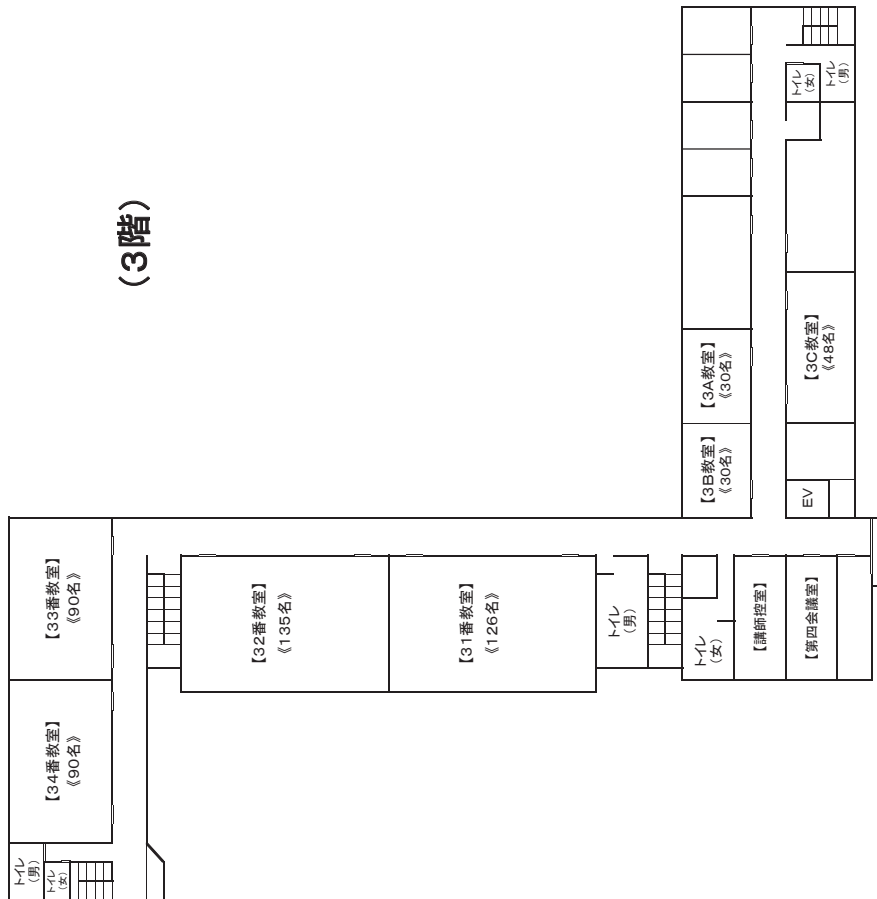 （3階）
トイレ
（女）
トイレ
（男）
【3C教室】
《48名》
【3A教室】
《30名》
【3B教室】
《30名》
EV
【33番教室】
《90名》
【32番教室】
《135名》
【31番教室】
《126名》
トイレ
（男）
トイレ
（女）
【講師控室】
【第四会議室】
【34番教室】
《90名》
トイレ
（男）
トイレ
（女）